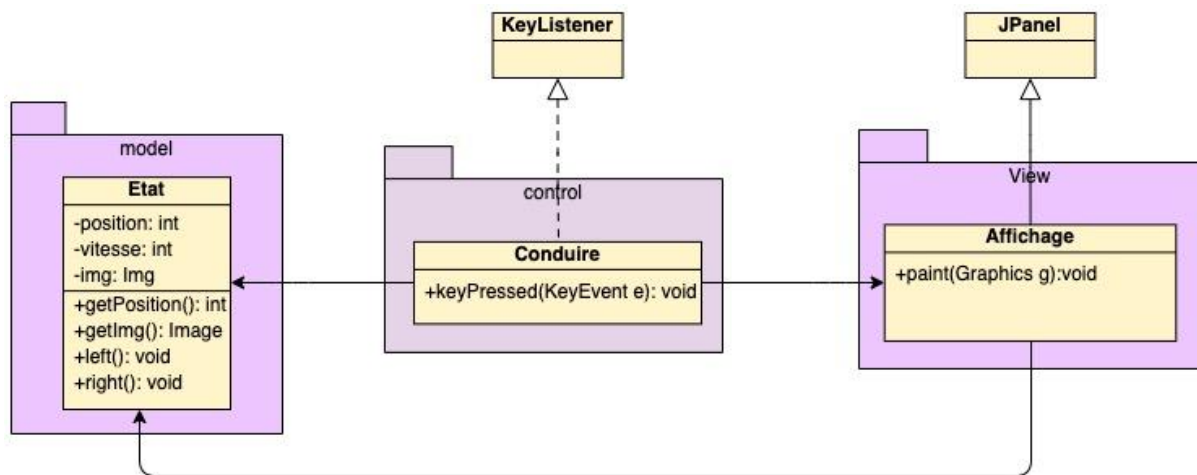 KeyListener
JPanel
model
Etat
-position: int
-vitesse: int
-img: Img
+getPosition(): int
+getImg(): Image
+left(): void
+right(): void
control
Conduire
+keyPressed(KeyEvent e): void
View
Affichage
+paint(Graphics g):void